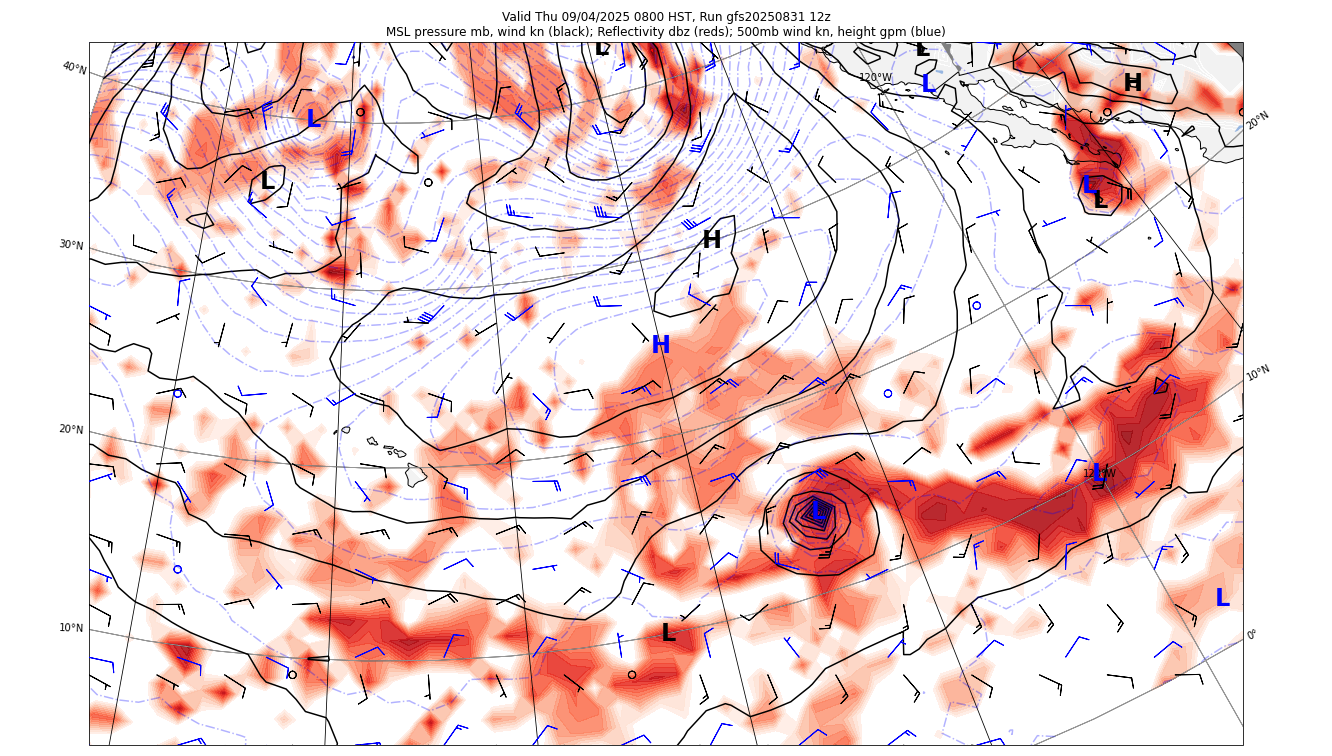 Valid Thu 09/04/2025 0800 HST, Run gfs20250831 12z
MSL pressure mb, wind kn (black); Reflectivity dbz (reds); 500mb wind kn, height gpm (blue)
L
L
40°N
120°W
L
H
L
20°N
L
L
L
H
30°N
H
10°N
20°N
120°W
L
L
L
10°N
L
0°